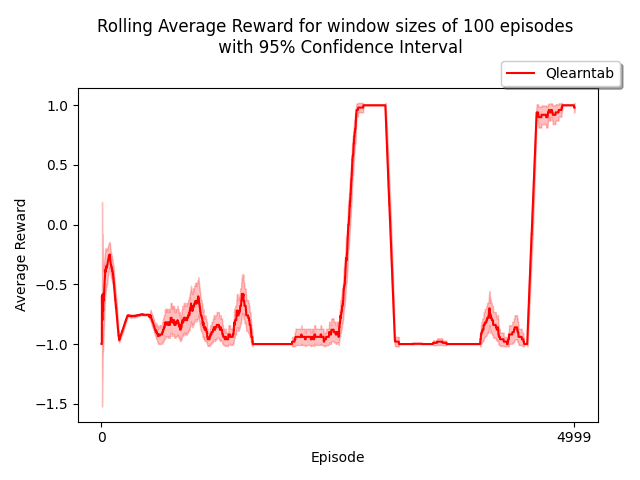 Rolling Average Reward for window sizes of 100 episodes
with 95% Confidence Interval
Qlearntab
1.0
0.5
0.0
−0.5
−1.0
−1.5
Average Reward
0
4999
Episode